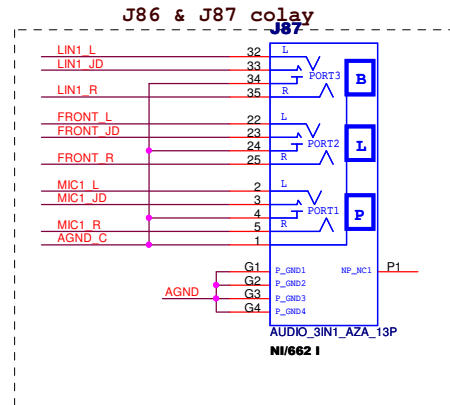 J86 & J87 colay
J87
LIN1_L 32 L
LIN1_JD 33
34 PORT3 B
LIN1_R 35 R
FRONT_L 22 L
FRONT_JD 23
24 PORT2 L
FRONT_R 25 R
MIC1_L 2 L
MIC1_JD 3
4 PORT1 P
MIC1_R 5 R
AGND_C 1
G1 P_GND1 NP_NC1 P1
G2 P_GND2
AGND G3 P_GND3
G4 P_GND4
AUDIO_3IN1_AZA_13P
NI/662 I